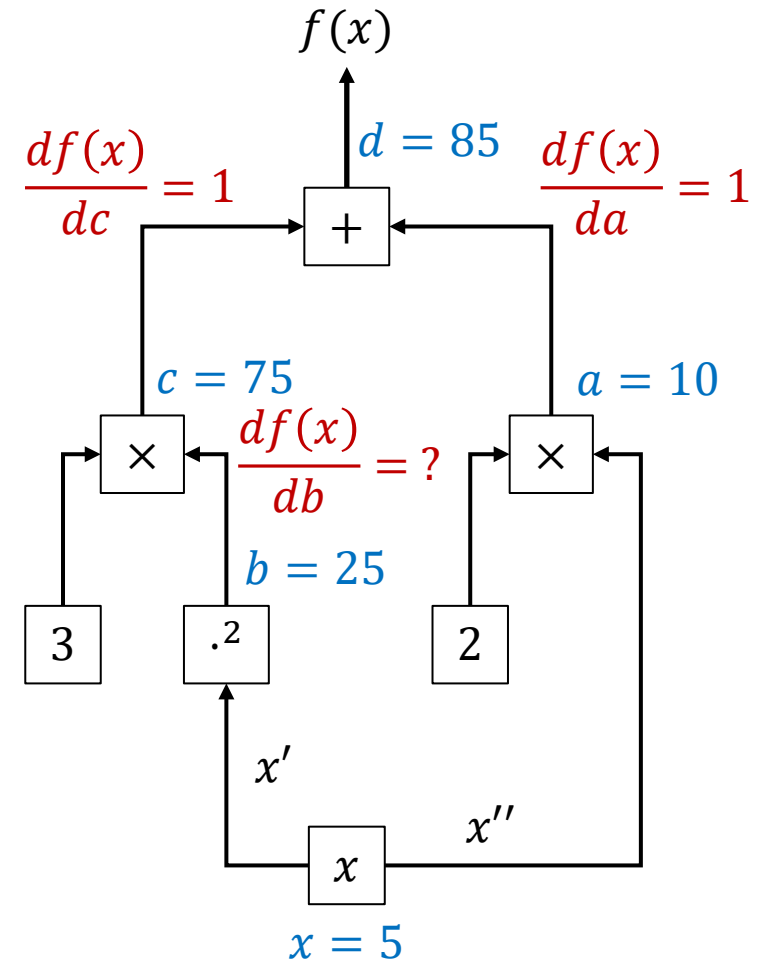 f(x)
d = 85
df(x)/dc = 1
df(x)/da = 1
+
c = 75
a = 10
×
df(x)/db = ?
×
b = 25
3
.²
2
x′
x′′
x
x = 5